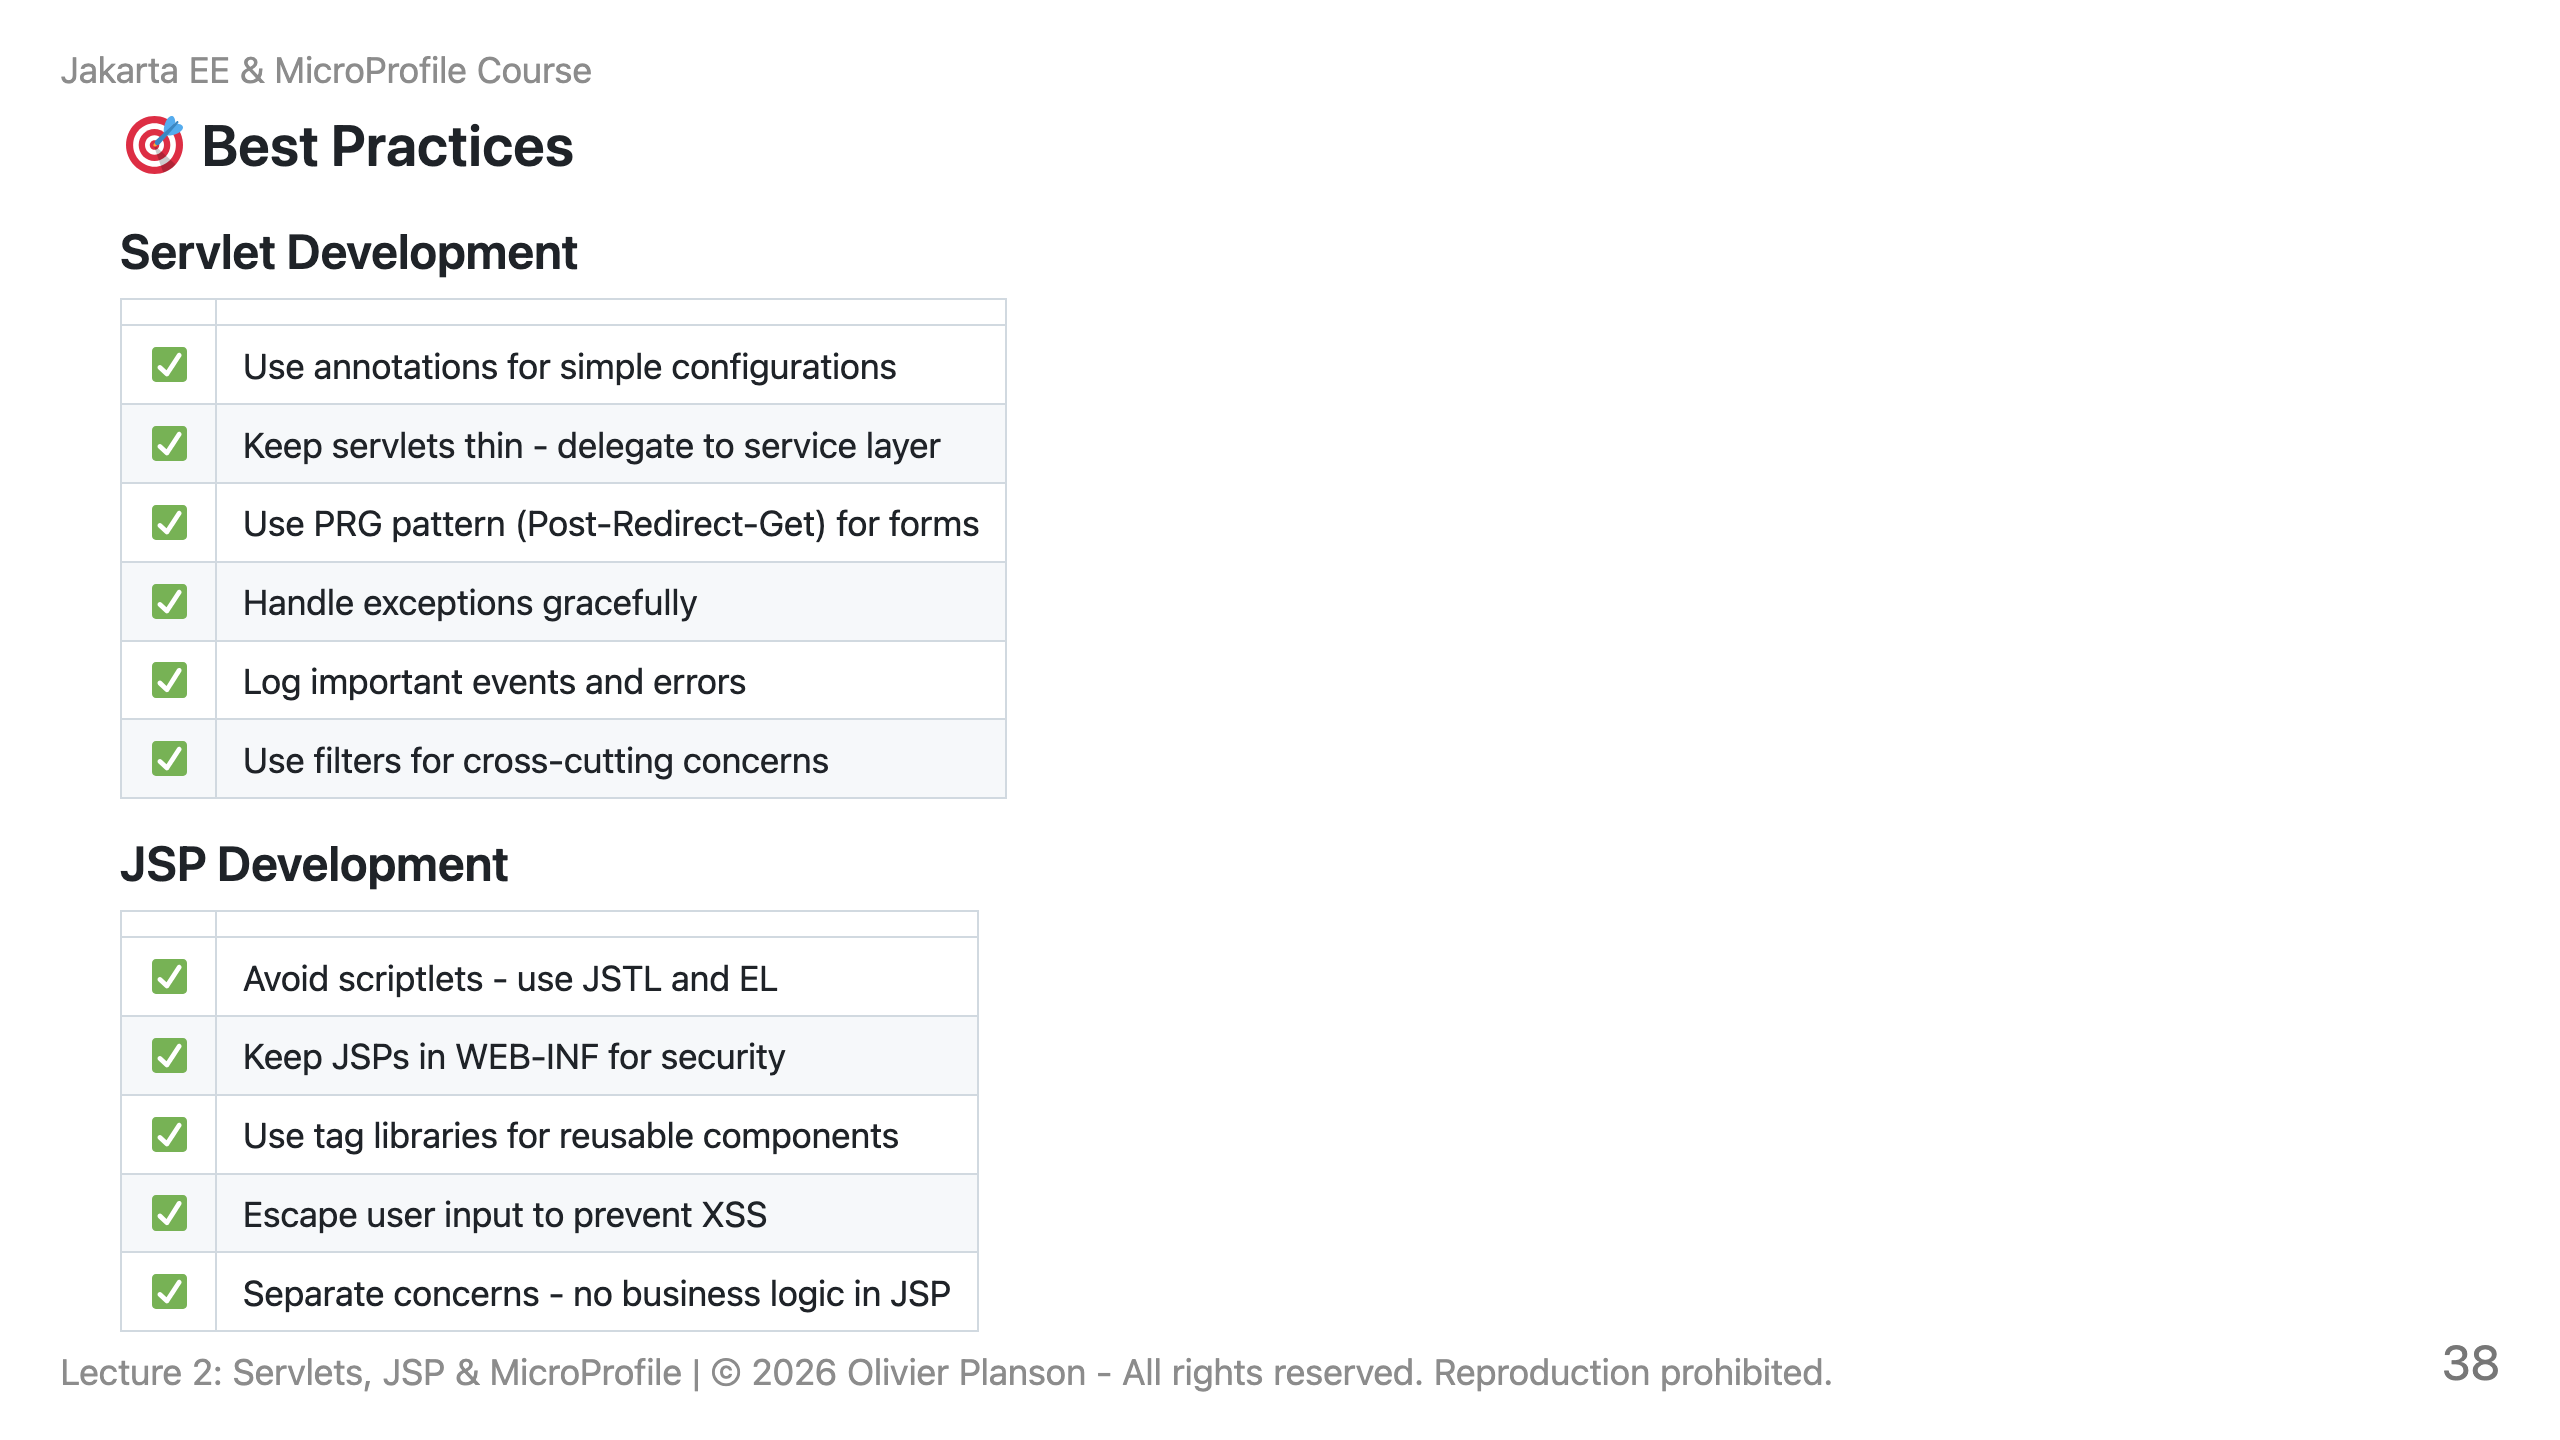 Jakarta EE & MicroProfile Course
🎯 Best Practices
Servlet Development
✅ Use annotations for simple configurations
✅ Keep servlets thin - delegate to service layer
✅ Use PRG pattern (Post-Redirect-Get) for forms
✅ Handle exceptions gracefully
✅ Log important events and errors
✅ Use filters for cross-cutting concerns
JSP Development
✅ Avoid scriptlets - use JSTL and EL
✅ Keep JSPs in WEB-INF for security
✅ Use tag libraries for reusable components
✅ Escape user input to prevent XSS
✅ Separate concerns - no business logic in JSP
Lecture 2: Servlets, JSP & MicroProfile | © 2026 Olivier Planson - All rights reserved. Reproduction prohibited.
38